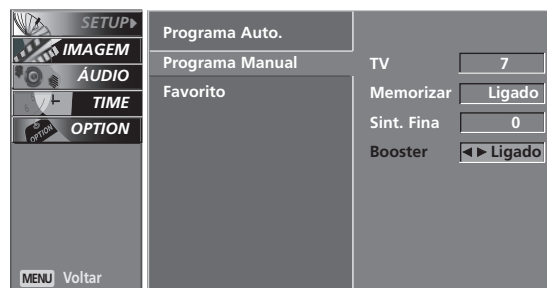 SETUP
IMAGEM
ÁUDIO
TIME
OPTION
OPTION
MENU Voltar
Programa Auto.
Programa Manual
Favorito
TV 7
Memorizar Ligado
Sint. Fina 0
Booster ◄► Ligado